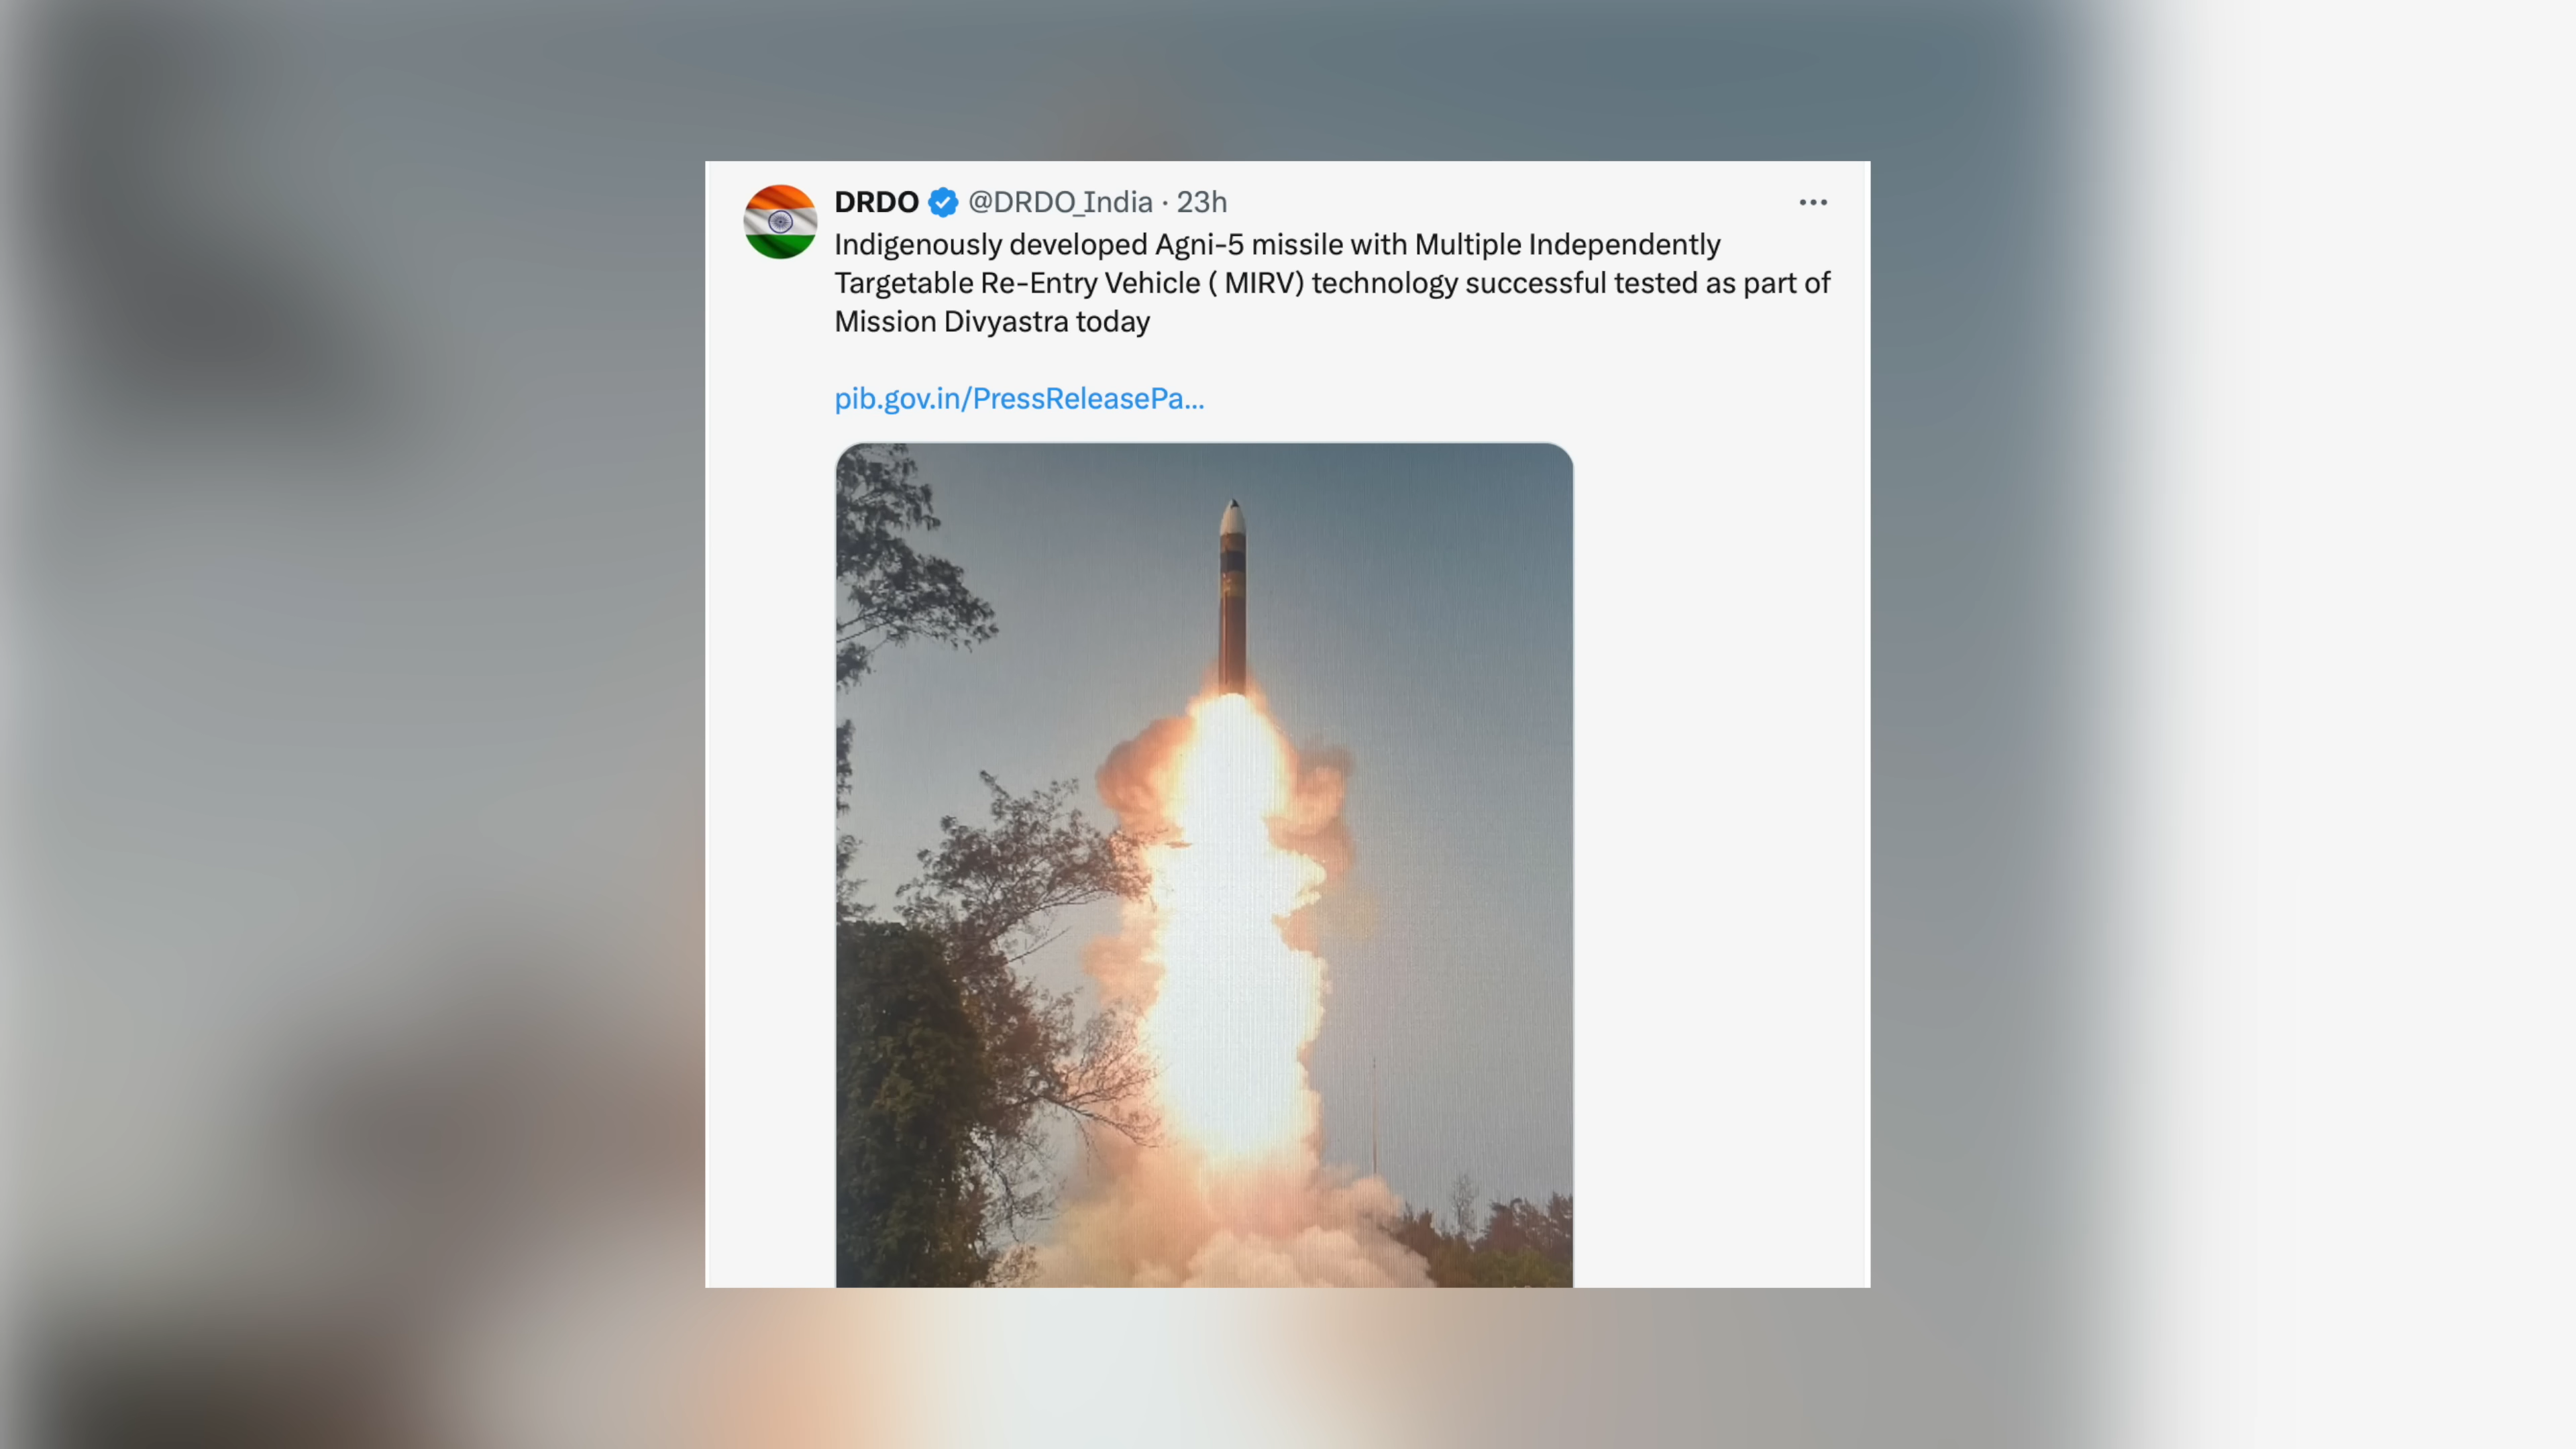 DRDO @DRDO_India · 23h
Indigenously developed Agni-5 missile with Multiple Independently
Targetable Re-Entry Vehicle ( MIRV) technology successful tested as part of
Mission Divyastra today
pib.gov.in/PressReleasePa...